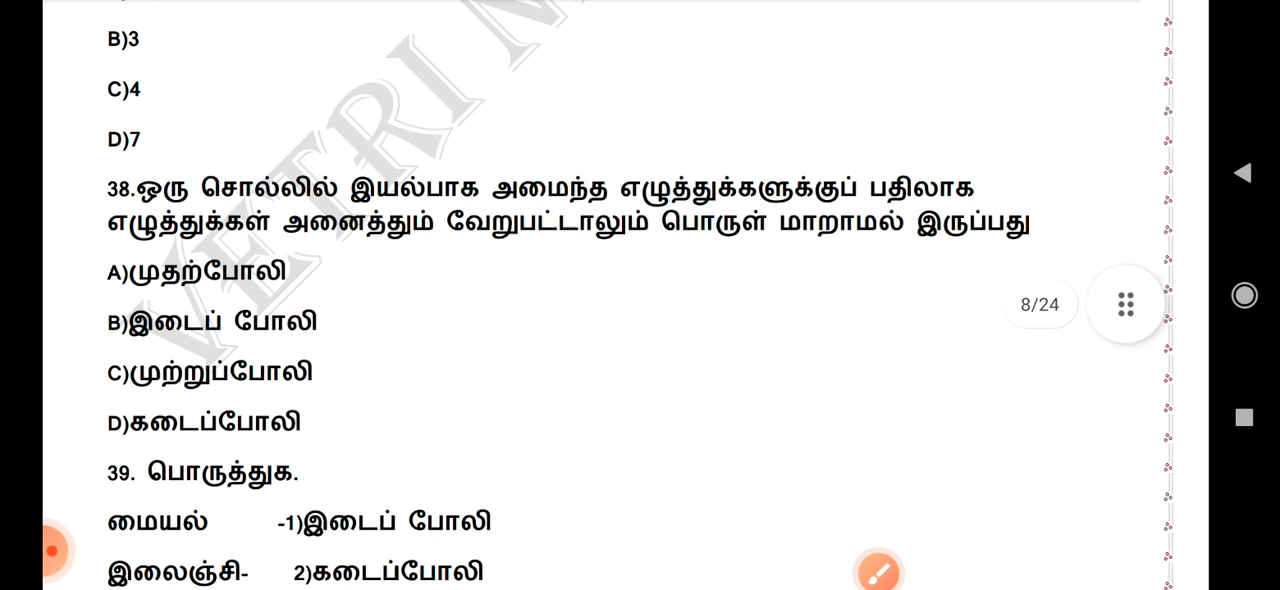 B)3
C)4
D)7
38.ஒரு சொல்லில் இயல்பாக அமைந்த எழுத்துக்களுக்குப் பதிலாக
எழுத்துக்கள் அனைத்தும் வேறுபட்டாலும் பொருள் மாறாமல் இருப்பது
A)முதற்போலி
B)இடைப் போலி
8/24
C)முற்றுப்போலி
D)கடைப்போலி
39. பொருத்துக.
மையல் -1)இடைப் போலி
இலைஞ்சி- 2)கடைப்போலி
VETRI